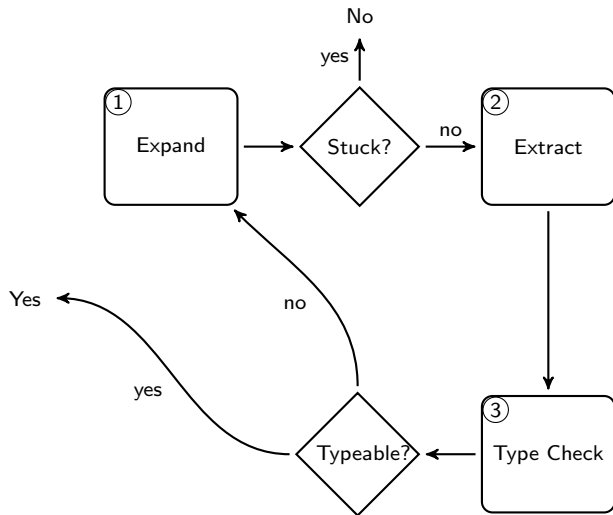 No
yes
1
Expand
Stuck?
no
2
Extract
Yes
no
yes
Typeable?
3
Type Check